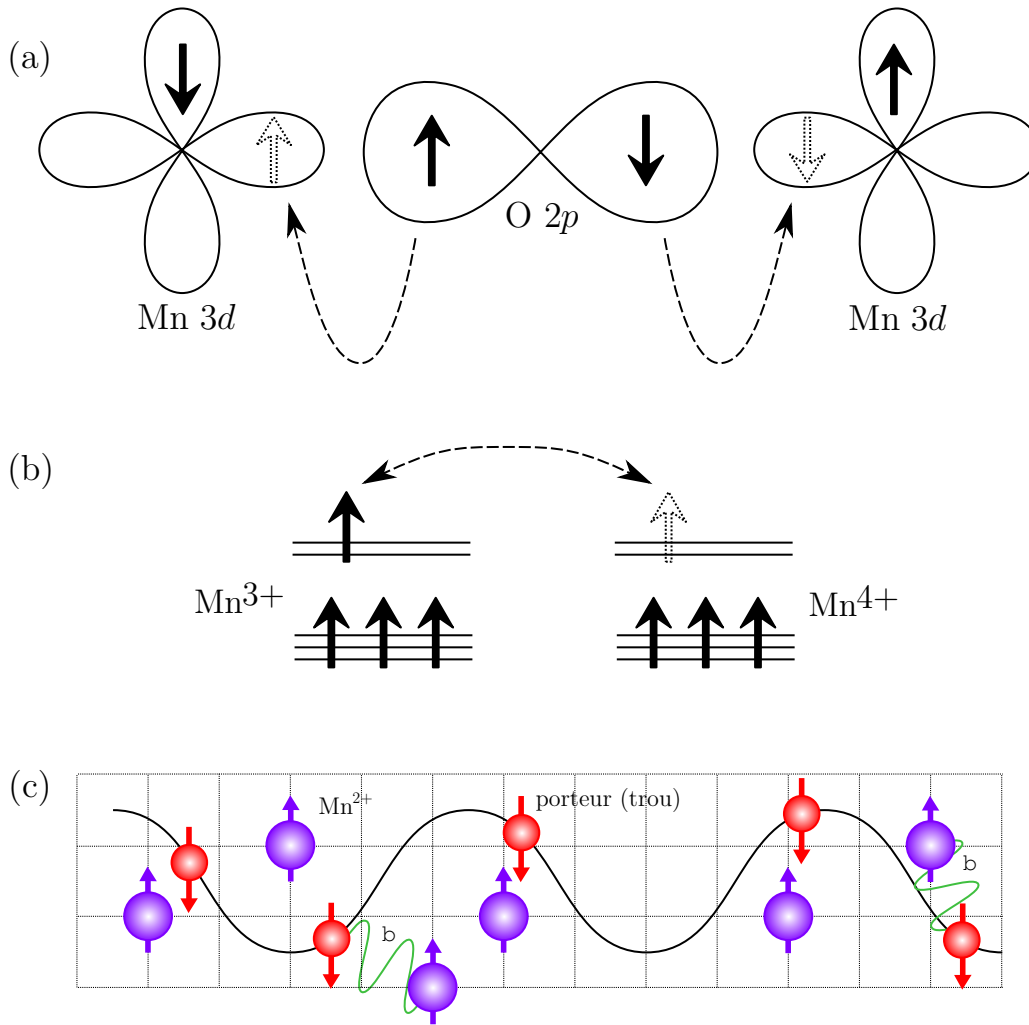 (a)
O 2p
Mn 3d
Mn 3d
(b)
Mn3+
Mn4+
(c)
Mn2+
porteur (trou)
b
b